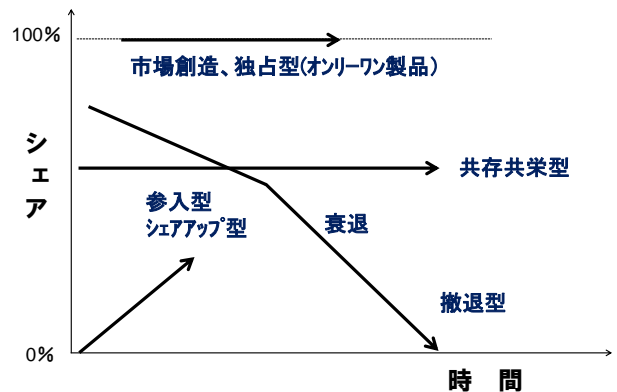 100%
市場創造、独占型(オンリーワン製品)
シェア
共存共栄型
参入型
シェアアップ型
衰退
撤退型
0%
時 間